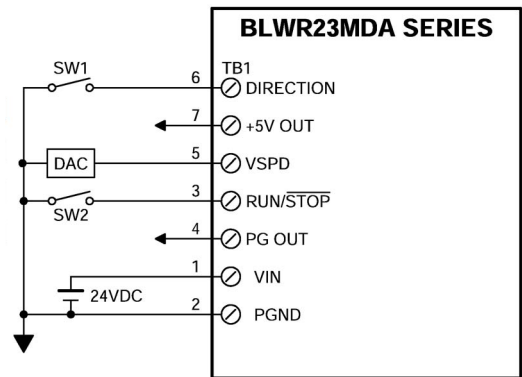 BLWR23MDA SERIES
SW1
6
TB1
DIRECTION
7
+5V OUT
DAC
5
VSPD
3
RUN/STOP
SW2
4
PG OUT
1
VIN
24VDC
2
PGND